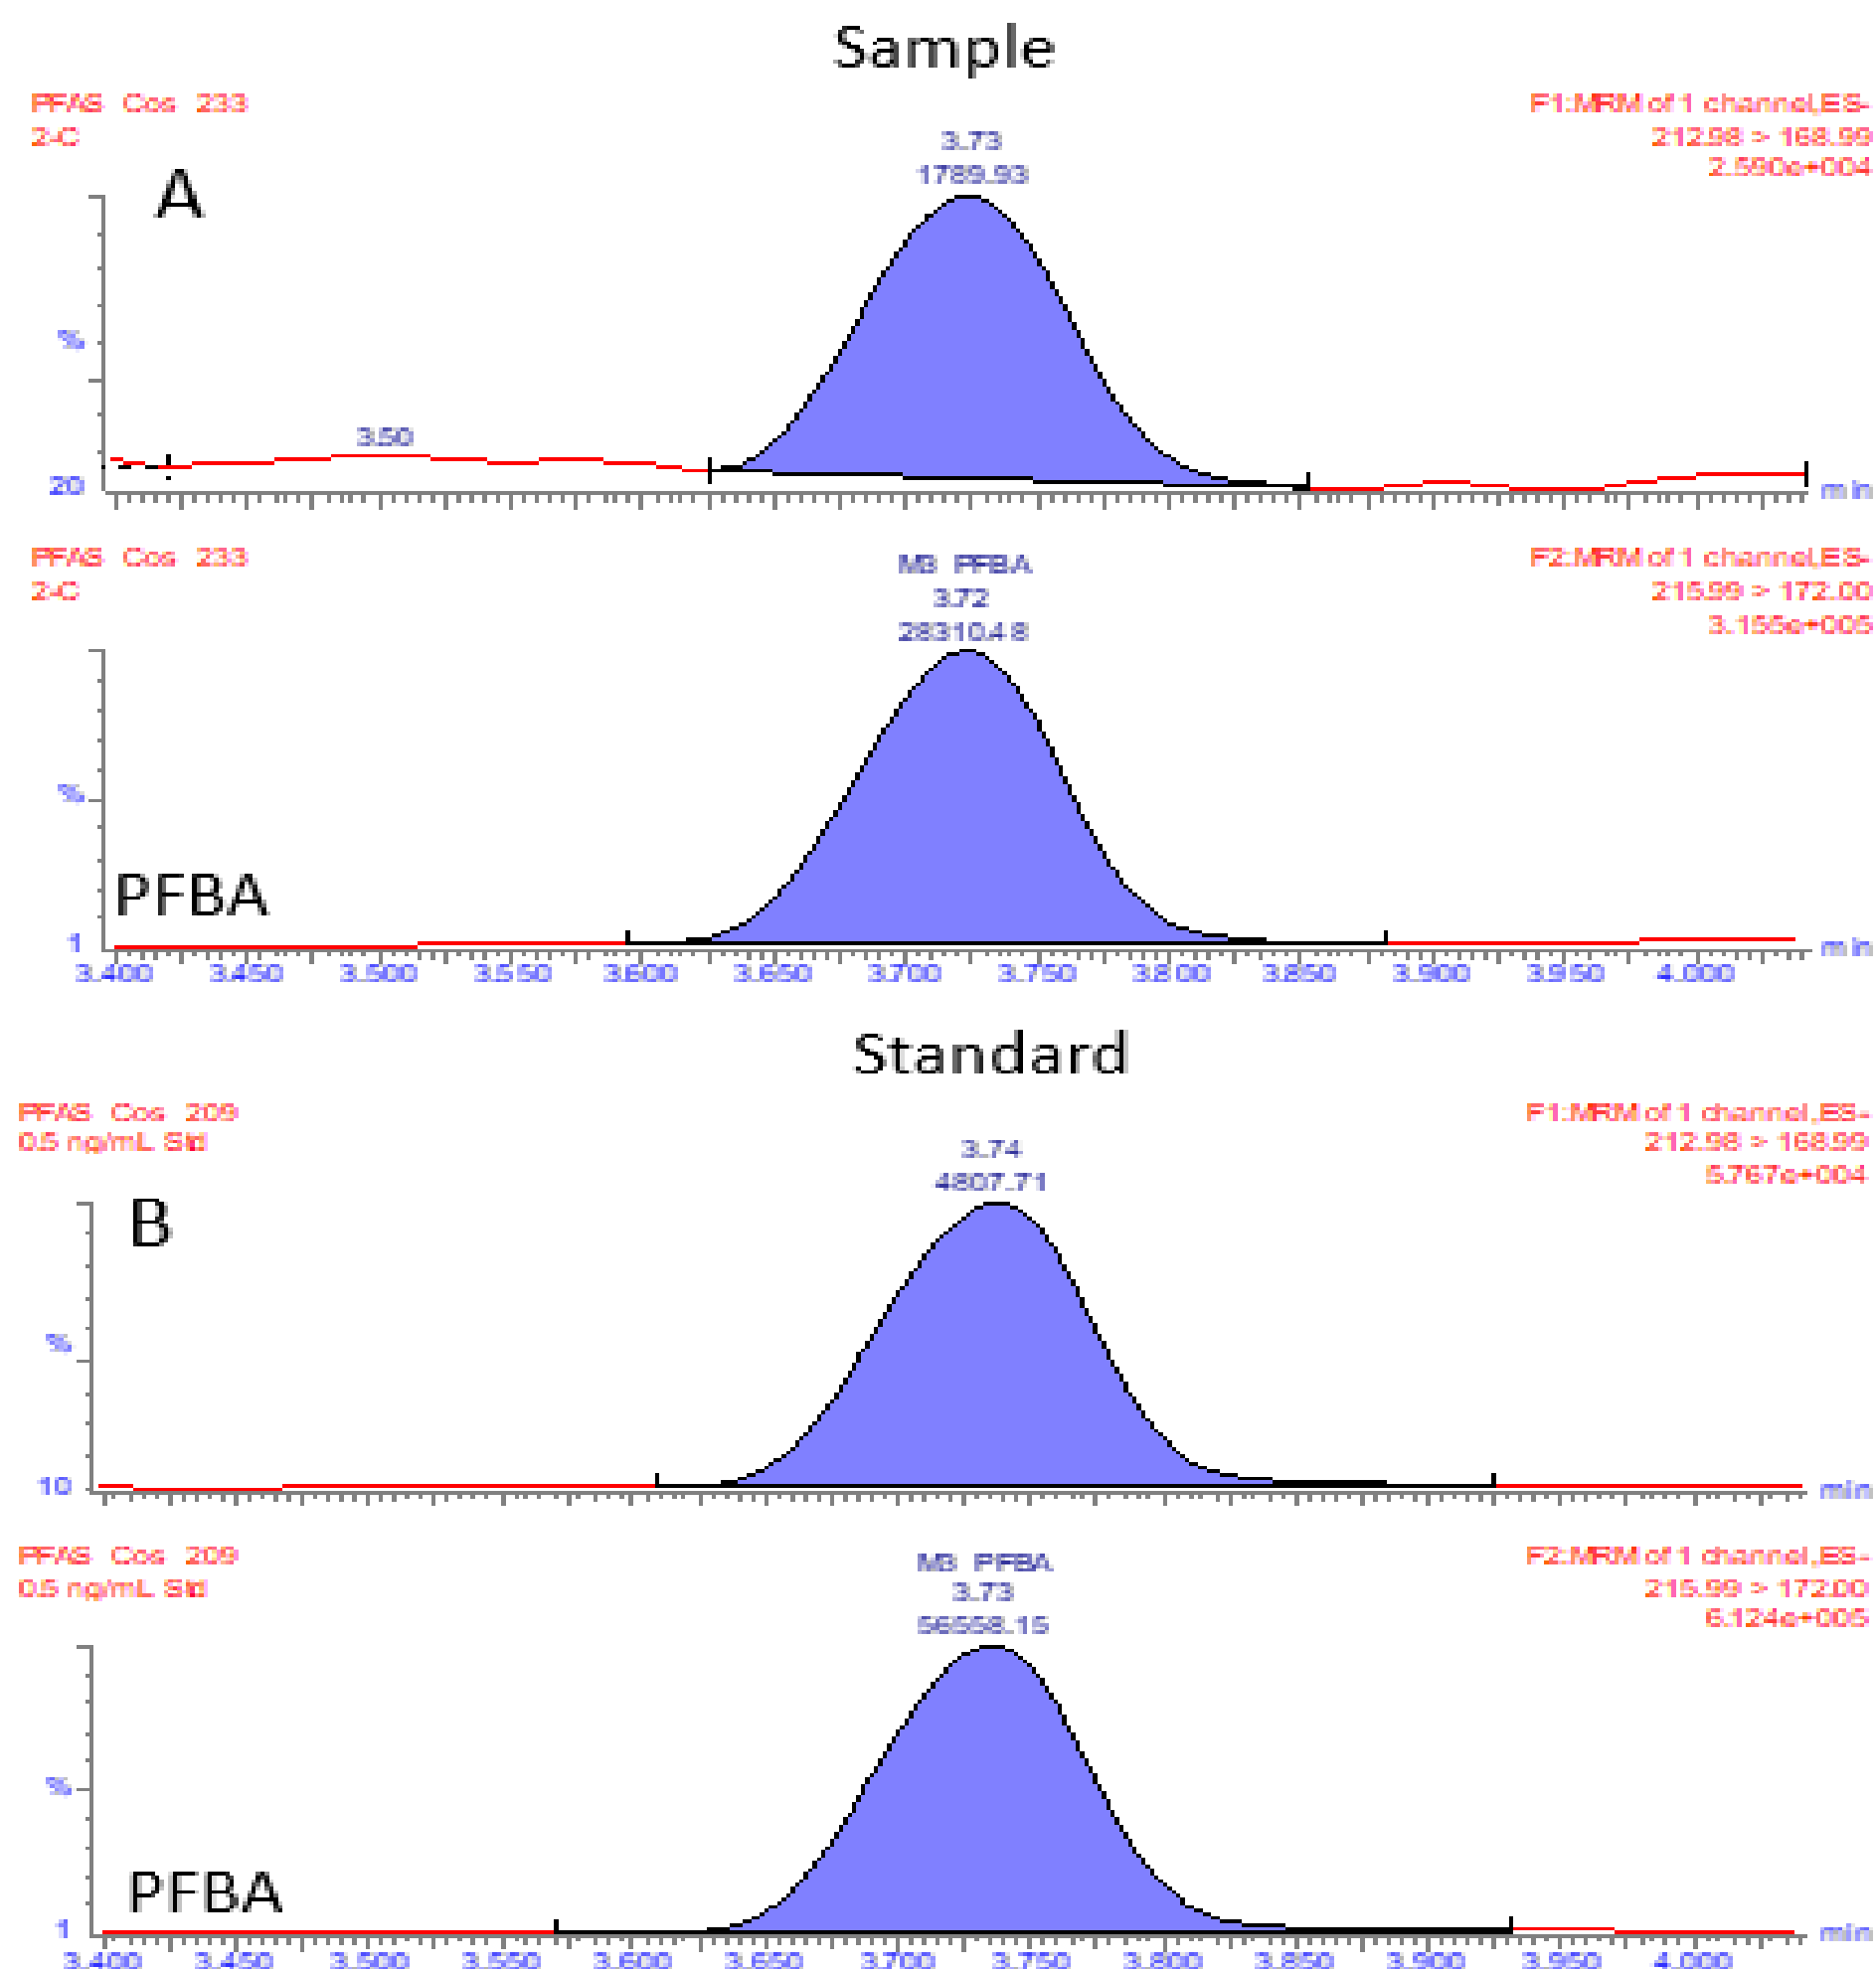 Sample
PFAS Cos 233
2-C
F1:MRM of 1 channel,ES-
212.98 > 168.99
2.590e+004
A
3.73
1789.93
%
3.50
20
min
PFAS Cos 233
2-C
M3 PFBA
3.72
28310.48
F2:MRM of 1 channel,ES-
215.99 > 172.00
3.155e+005
%
PFBA
1
min
3.400 3.450 3.500 3.550 3.600 3.650 3.700 3.750 3.800 3.850 3.900 3.950 4.000
Standard
PFAS Cos 209
0.5 ng/mL Std
F1:MRM of 1 channel,ES-
212.98 > 168.99
5.767e+004
B
3.74
4807.71
%
10
min
PFAS Cos 209
0.5 ng/mL Std
M3 PFBA
3.73
56558.15
F2:MRM of 1 channel,ES-
215.99 > 172.00
6.124e+005
%
PFBA
1
min
3.400 3.450 3.500 3.550 3.600 3.650 3.700 3.750 3.800 3.850 3.900 3.950 4.000